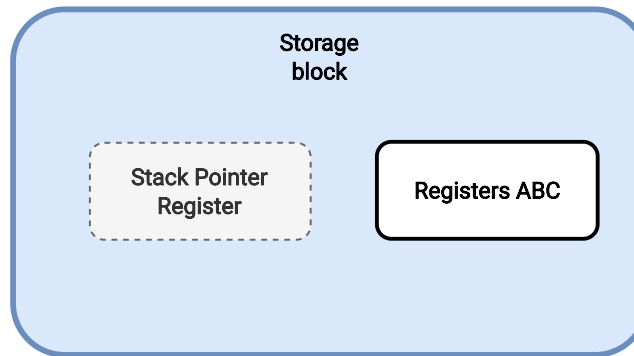 Storage
block
Stack Pointer
Register
Registers ABC